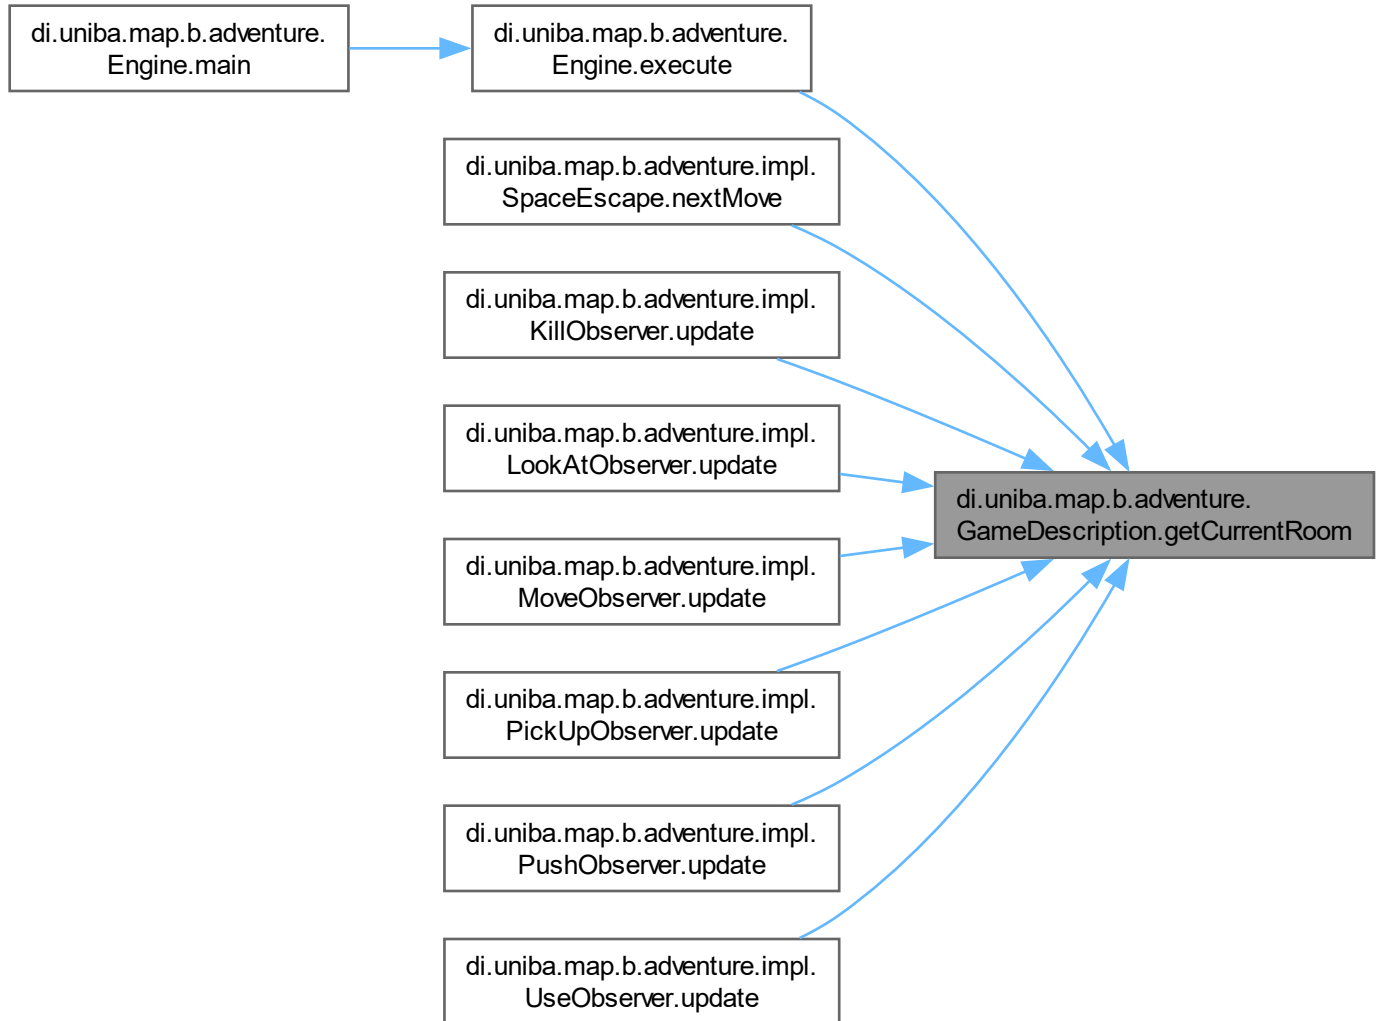 di.uniba.map.b.adventure.
Engine.main
di.uniba.map.b.adventure.
Engine.execute
di.uniba.map.b.adventure.impl.
SpaceEscape.nextMove
di.uniba.map.b.adventure.impl.
KillObserver.update
di.uniba.map.b.adventure.impl.
LookAtObserver.update
di.uniba.map.b.adventure.
GameDescription.getCurrentRoom
di.uniba.map.b.adventure.impl.
MoveObserver.update
di.uniba.map.b.adventure.impl.
PickUpObserver.update
di.uniba.map.b.adventure.impl.
PushObserver.update
di.uniba.map.b.adventure.impl.
UseObserver.update